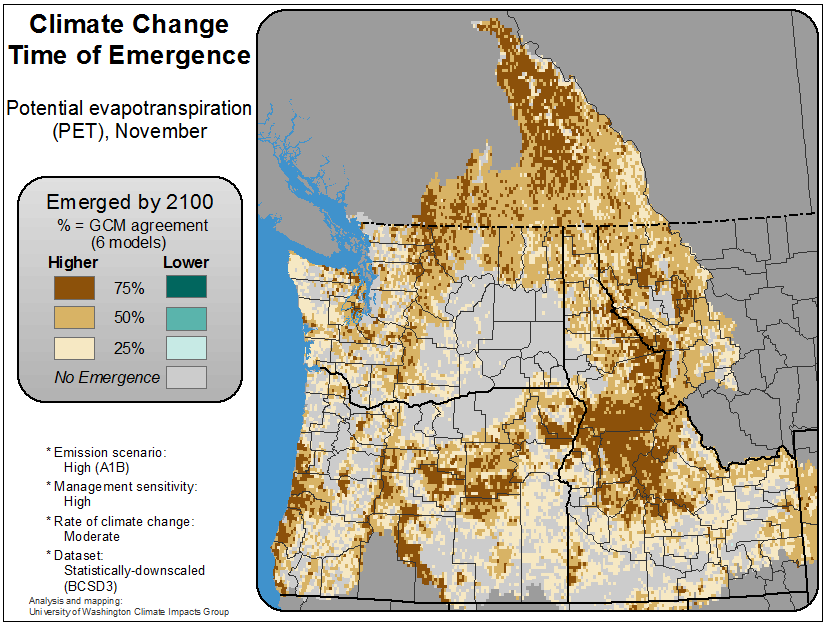 Climate Change
Time of Emergence
Potential evapotranspiration
(PET), November
Emerged by 2100
% = GCM agreement
(6 models)
Higher Lower
75%
50%
25%
No Emergence
* Emission scenario:
High (A1B)
* Management sensitivity:
High
* Rate of climate change:
Moderate
* Dataset:
Statistically-downscaled
(BCSD3)
Analysis and mapping:
University of Washington Climate Impacts Group